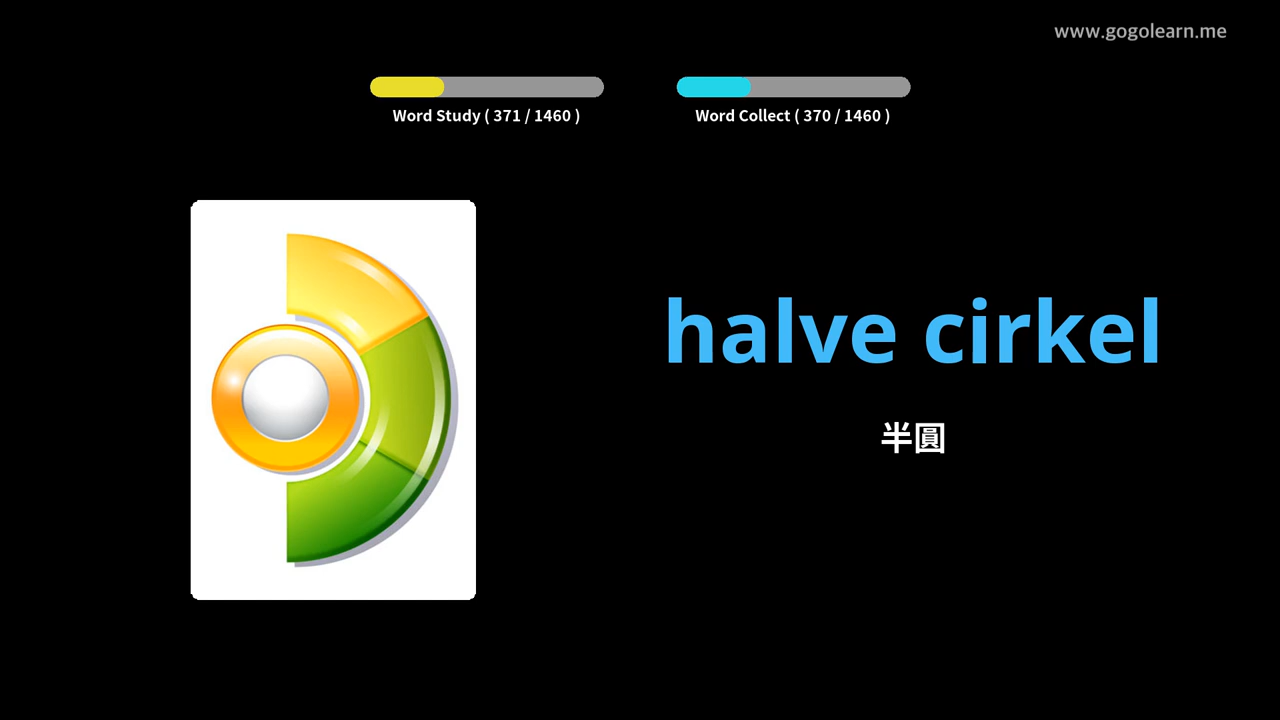 www.gogolearn.me
Word Study ( 371 / 1460 )
Word Collect ( 370 / 1460 )
halve cirkel
半圓